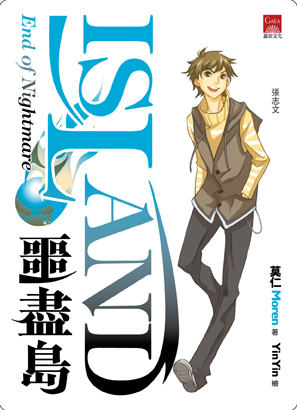 GAEA
蓋亞文化
ISLAND
End of Nightmare
噩盡島
張志文
莫仁 Moren 著
YinYin 繪